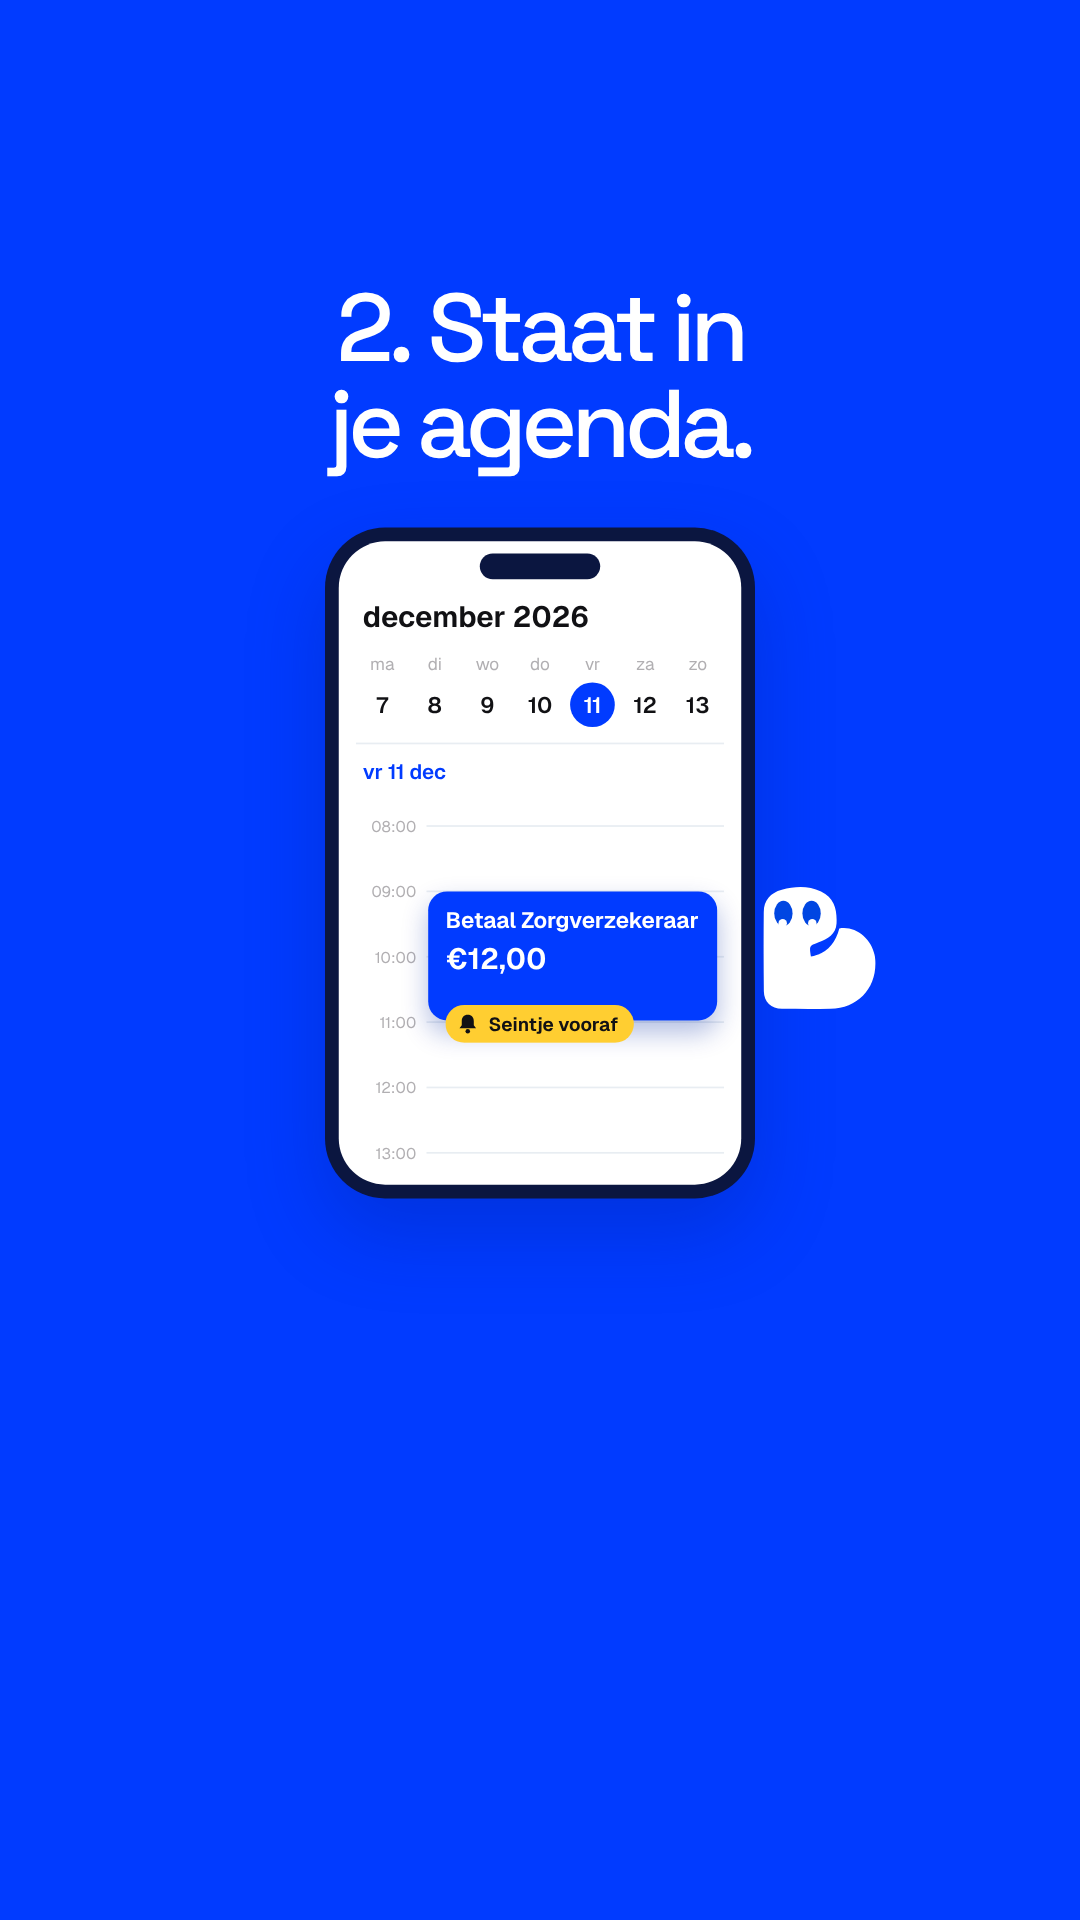 2. Staat in
je agenda.
december 2026
ma di wo do vr za zo
7 8 9 10 11 12 13
vr 11 dec
08:00
09:00
Betaal Zorgverzekeraar
10:00 €12,00
11:00 Seintje vooraf
12:00
13:00